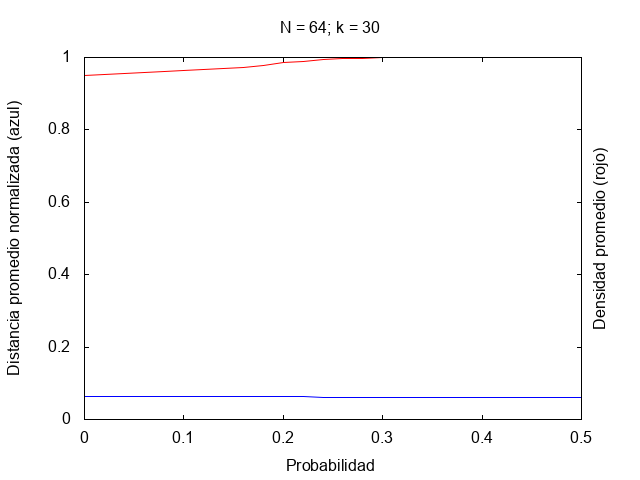 N = 64; k = 30
Distancia promedio normalizada (azul)
1
0.8
0.6
0.4
0.2
0
0 0.1 0.2 0.3 0.4 0.5
Probabilidad
Densidad promedio (rojo)